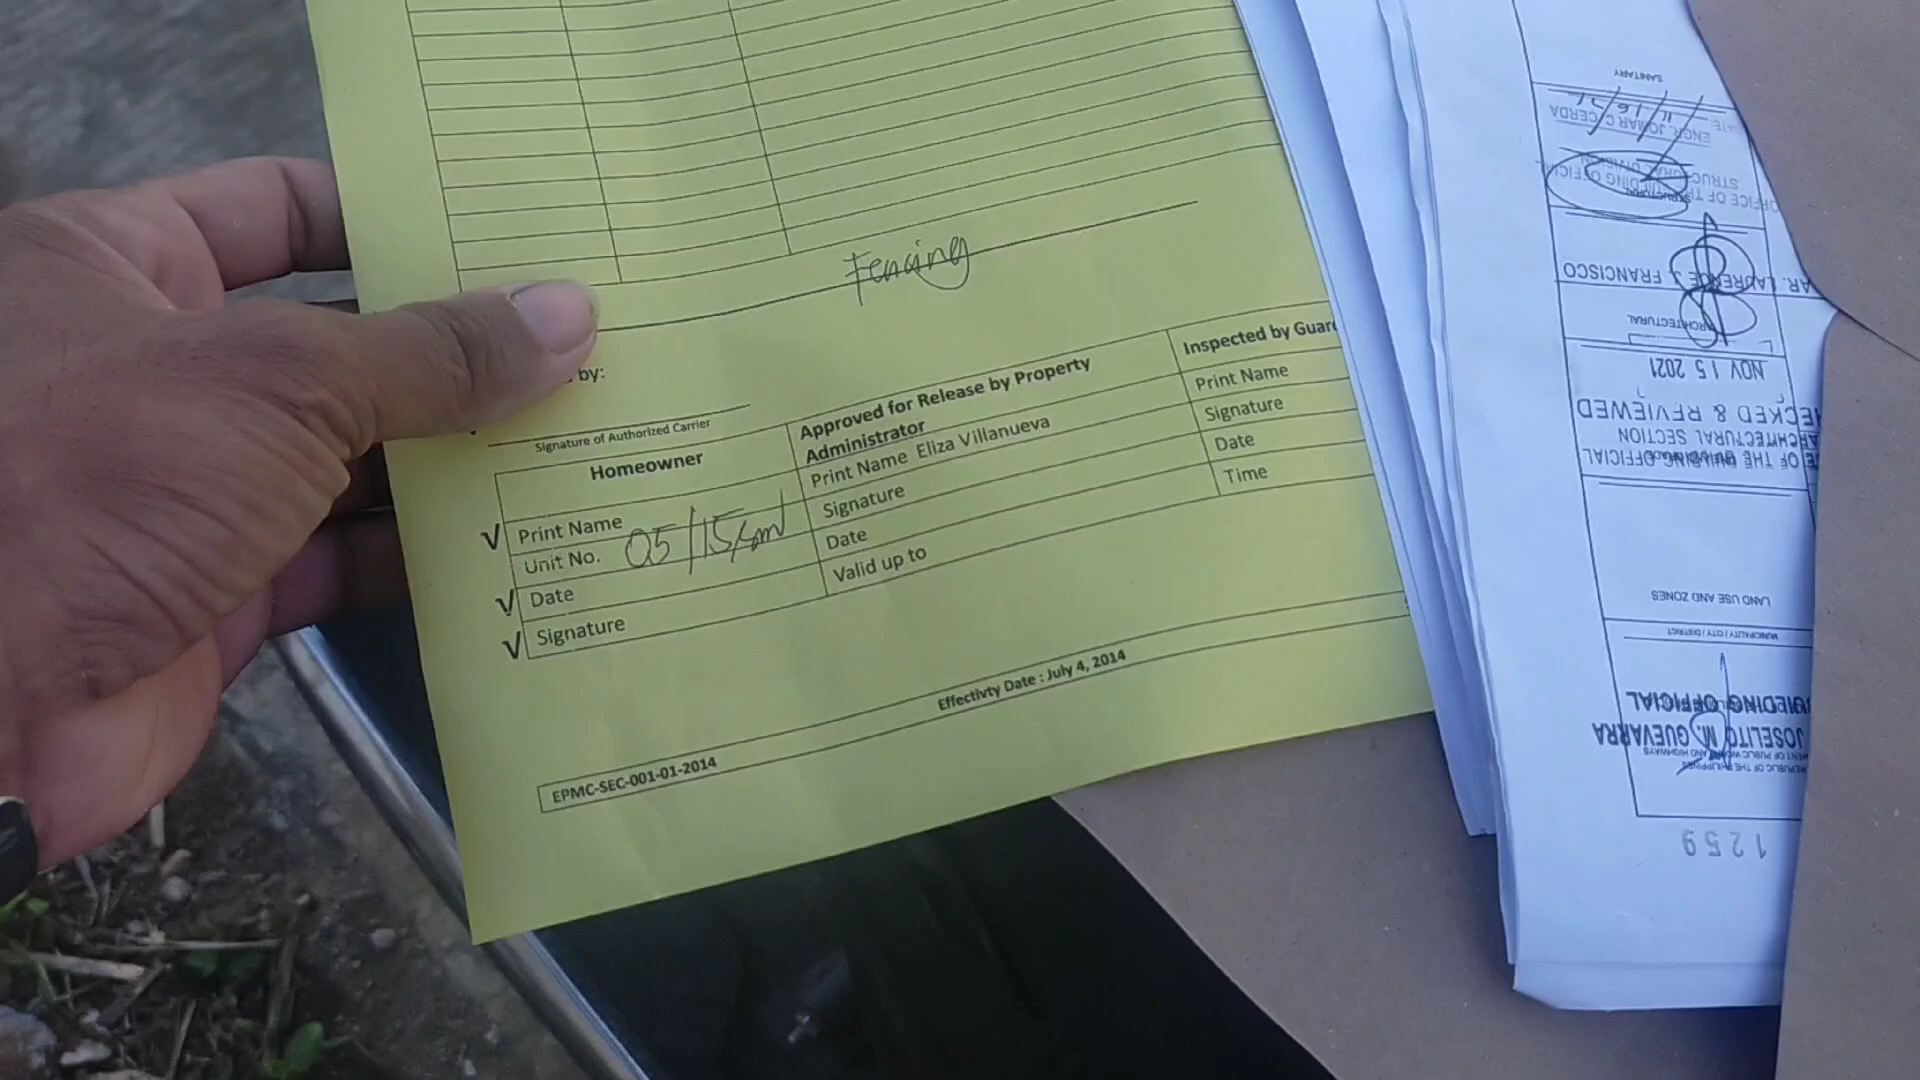 Fencing
by:
Signature of Authorized Carrier
Homeowner
Approved for Release by Property
Administrator
Inspected by Guard
√ Print Name
Print Name Eliza Villanueva
Print Name
Unit No. 05/15
Signature
Signature
√ Date
Date
Date
√ Signature
Valid up to
Time
Effectivty Date : July 4, 2014
EPMC-SEC-001-01-2014
1259
REPUBLIC OF THE PHILIPPINES
MENT OF PUBLIC WORKS AND HIGHWAYS
JOSELITO M. GUEVARRA
BUILDING OFFICIAL
MUNICIPALITY / CITY / DISTRICT
LAND USE AND ZONES
E OF THE BUILDING OFFICIAL
ARCHITECTURAL SECTION
ECKED & REVIEWED
NOV 15 2021
ARCHITECTURAL
AR. LAURENCE J. FRANCISCO
OFFICE OF THE BUILDING OFFICIAL
STRUCTURAL DIVISION
STRUCTURAL
ENGR. JOMAR C. CERDA
SANITARY